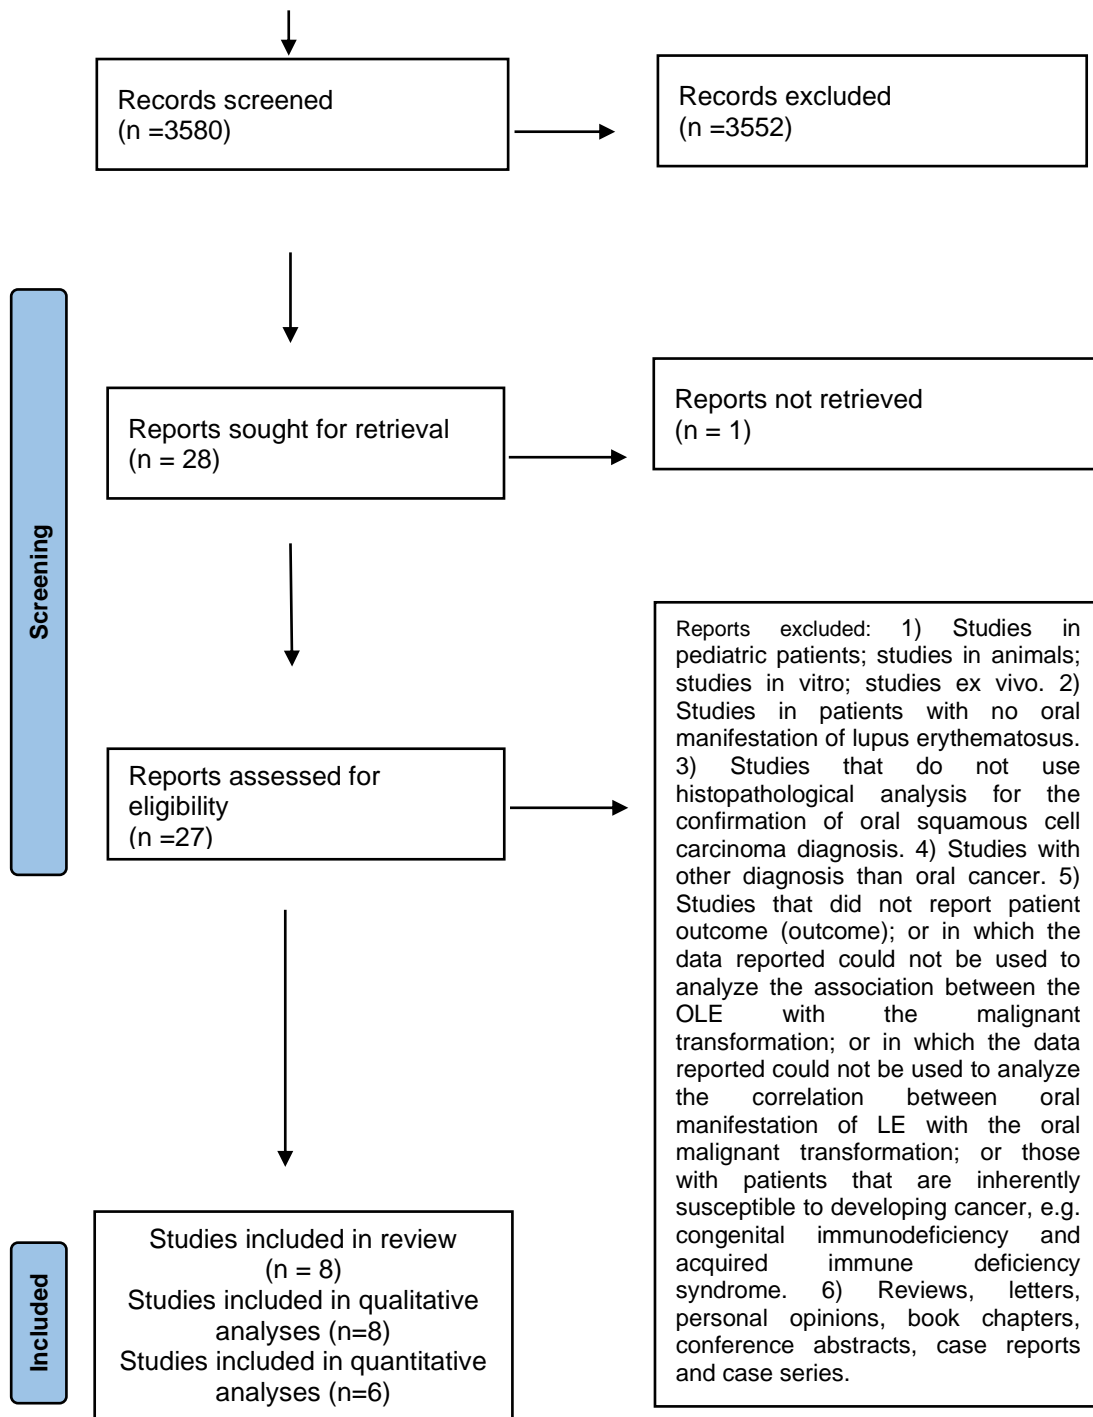 Records screened
(n =3580)
Records excluded
(n =3552)
Screening
Reports sought for retrieval
(n = 28)
Reports not retrieved
(n = 1)
Reports assessed for
eligibility
(n =27)
Reports excluded: 1) Studies in
pediatric patients; studies in animals;
studies in vitro; studies ex vivo. 2)
Studies in patients with no oral
manifestation of lupus erythematosus.
3) Studies that do not use
histopathological analysis for the
confirmation of oral squamous cell
carcinoma diagnosis. 4) Studies with
other diagnosis than oral cancer. 5)
Studies that did not report patient
outcome (outcome); or in which the
data reported could not be used to
analyze the association between the
OLE with the malignant
transformation; or in which the data
reported could not be used to analyze
the correlation between oral
manifestation of LE with the oral
malignant transformation; or those
with patients that are inherently
susceptible to developing cancer, e.g.
congenital immunodeficiency and
acquired immune deficiency
syndrome. 6) Reviews, letters,
personal opinions, book chapters,
conference abstracts, case reports
and case series.
Included
Studies included in review
(n = 8)
Studies included in qualitative
analyses (n=8)
Studies included in quantitative
analyses (n=6)